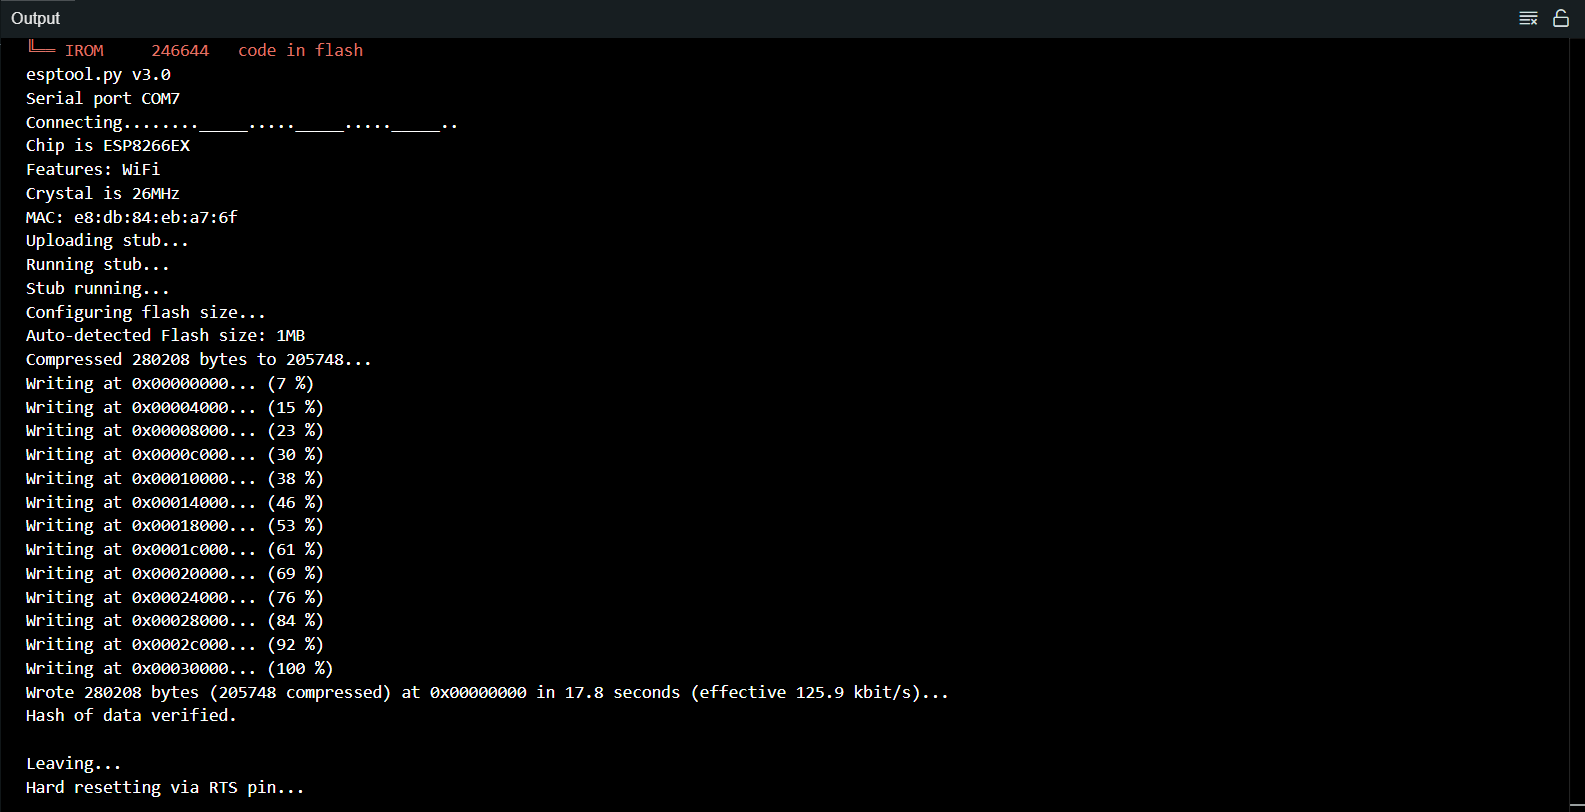 Output
╙── IROM     246644   code in flash
esptool.py v3.0
Serial port COM7
Connecting........_____....._____....._____..
Chip is ESP8266EX
Features: WiFi
Crystal is 26MHz
MAC: e8:db:84:eb:a7:6f
Uploading stub...
Running stub...
Stub running...
Configuring flash size...
Auto-detected Flash size: 1MB
Compressed 280208 bytes to 205748...
Writing at 0x00000000... (7 %)
Writing at 0x00004000... (15 %)
Writing at 0x00008000... (23 %)
Writing at 0x0000c000... (30 %)
Writing at 0x00010000... (38 %)
Writing at 0x00014000... (46 %)
Writing at 0x00018000... (53 %)
Writing at 0x0001c000... (61 %)
Writing at 0x00020000... (69 %)
Writing at 0x00024000... (76 %)
Writing at 0x00028000... (84 %)
Writing at 0x0002c000... (92 %)
Writing at 0x00030000... (100 %)
Wrote 280208 bytes (205748 compressed) at 0x00000000 in 17.8 seconds (effective 125.9 kbit/s)...
Hash of data verified.

Leaving...
Hard resetting via RTS pin...